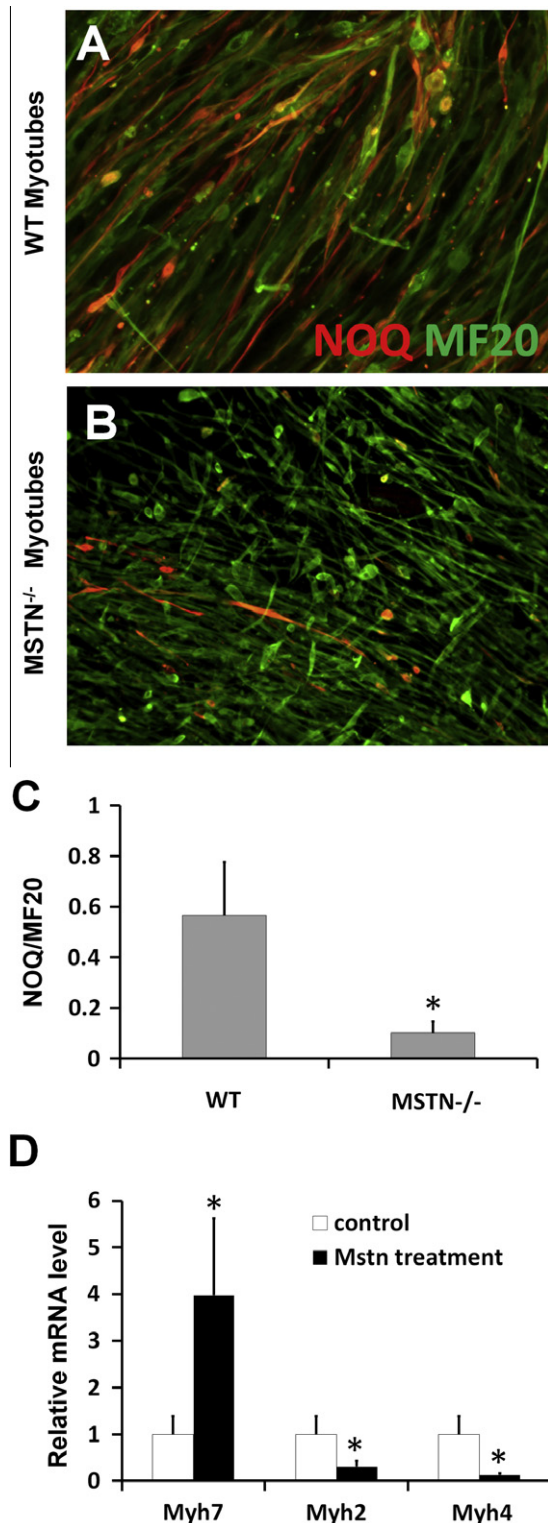 A
WT Myotubes
NOQ MF20
B
MSTN-/- Myotubes
C
1
0.8
0.6
0.4
0.2
0
NOQ/MF20
*
WT MSTN-/-
D
6
5
4
3
2
1
0
Relative mRNA level
control
Mstn treatment
* * *
Myh7 Myh2 Myh4